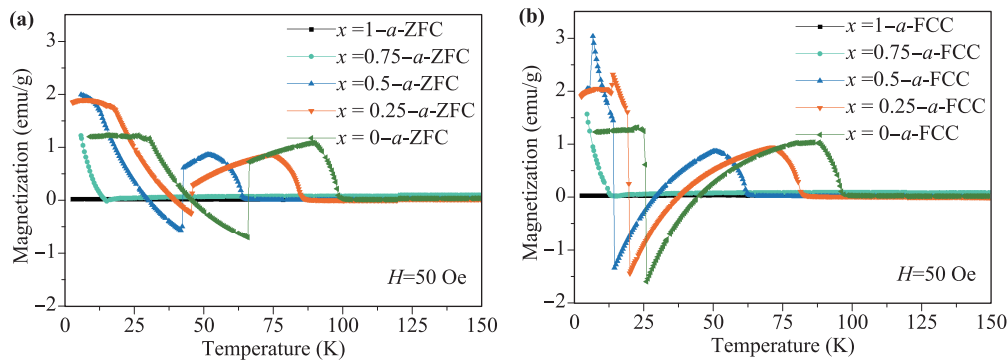 (a)
x =1–a-ZFC
x=0.75–a-ZFC
x=0.5–a-ZFC
x = 0.25–a-ZFC
x = 0-a-ZFC
H=50 Oe
Magnetization (emu/g)
3
2
1
0
−1
−2
0 25 50 75 100 125 150
Temperature (K)
(b)
x =1–a-FCC
x=0.75–a-FCC
x=0.5–a-FCC
x = 0.25–a-FCC
x = 0-a-FCC
H=50 Oe
Magnetization (emu/g)
3
2
1
0
−1
−2
0 25 50 75 100 125 150
Temperature (K)